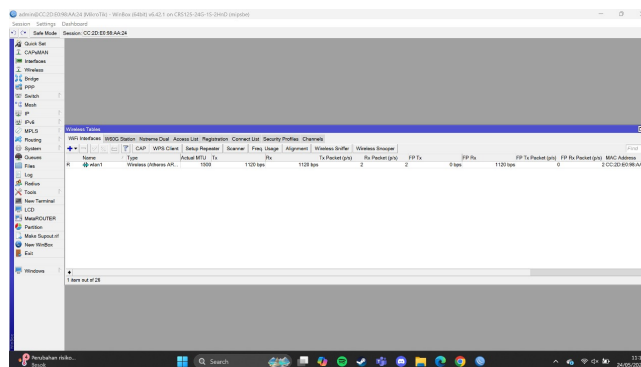 admin@CC:2D:E0:98:AA:24 (MikroTik) - WinBox (64bit) v6.42.1 on CRS125-24G-1S-2HnD (mipsbe)
Session Settings Dashboard
Safe Mode Session: CC:2D:E0:98:AA:24
Quick Set
CAPsMAN
Interfaces
Wireless
Bridge
PPP
Switch
Mesh
IP
IPv6
MPLS
Routing
System
Queues
Files
Log
Radius
Tools
New Terminal
LCD
MetaROUTER
Partition
Make Supout.rif
New WinBox
Exit
Windows
Wireless Tables
WiFi Interfaces W60G Station Nstreme Dual Access List Registration Connect List Security Profiles Channels
CAP WPS Client Setup Repeater Scanner Freq. Usage Alignment Wireless Sniffer Wireless Snooper Find
Name Type Actual MTU Tx Rx Tx Packet (p/s) Rx Packet (p/s) FP Tx FP Rx FP Tx Packet (p/s) FP Rx Packet (p/s) MAC Address
R wlan1 Wireless (Atheros AR... 1500 1120 bps 1120 bps 2 2 0 bps 1120 bps 0 2 CC:2D:E0:98:A
1 item out of 26
Perubahan risiko...
Besok
Search